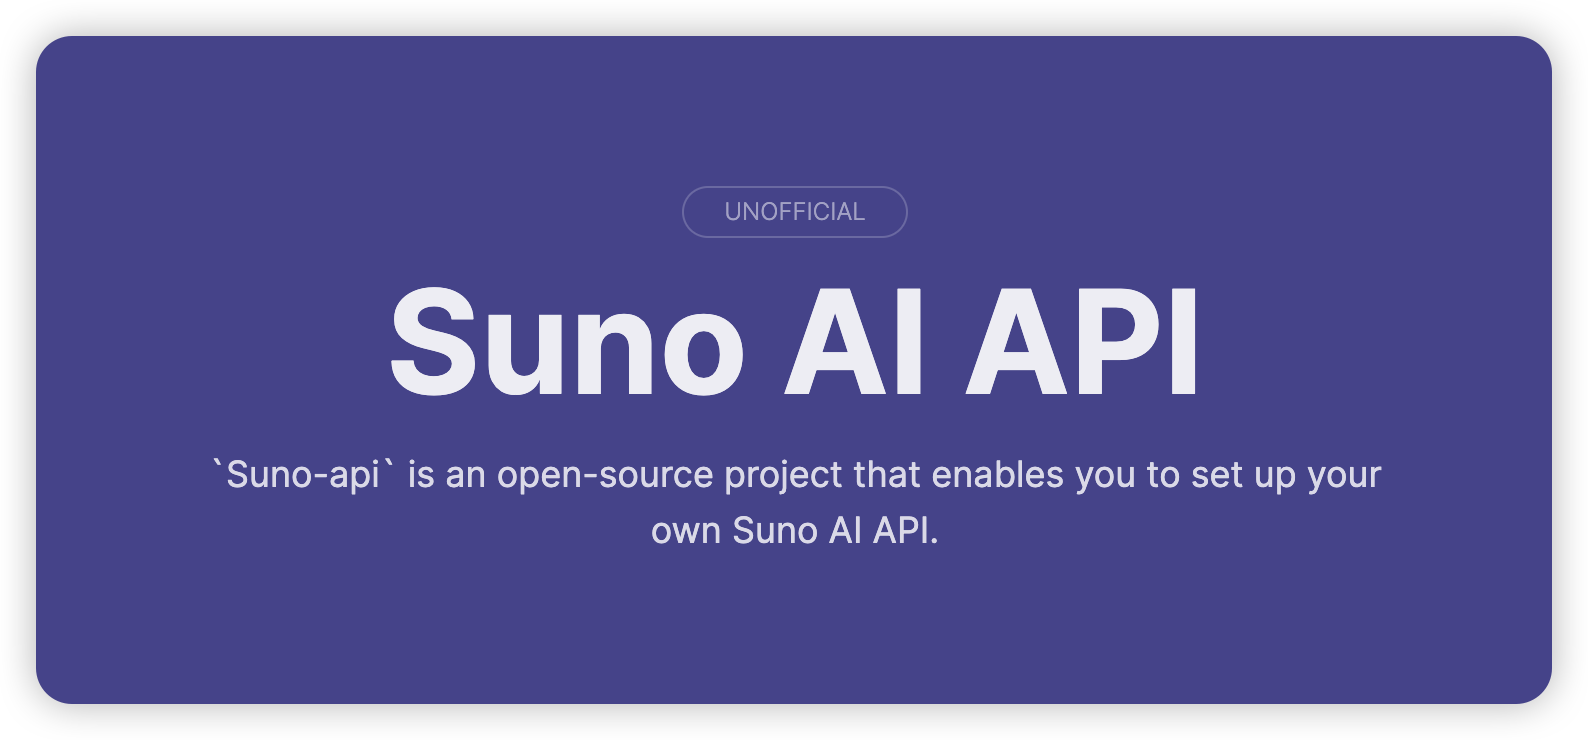 UNOFFICIAL
Suno AI API
`Suno-api` is an open-source project that enables you to set up your
own Suno AI API.